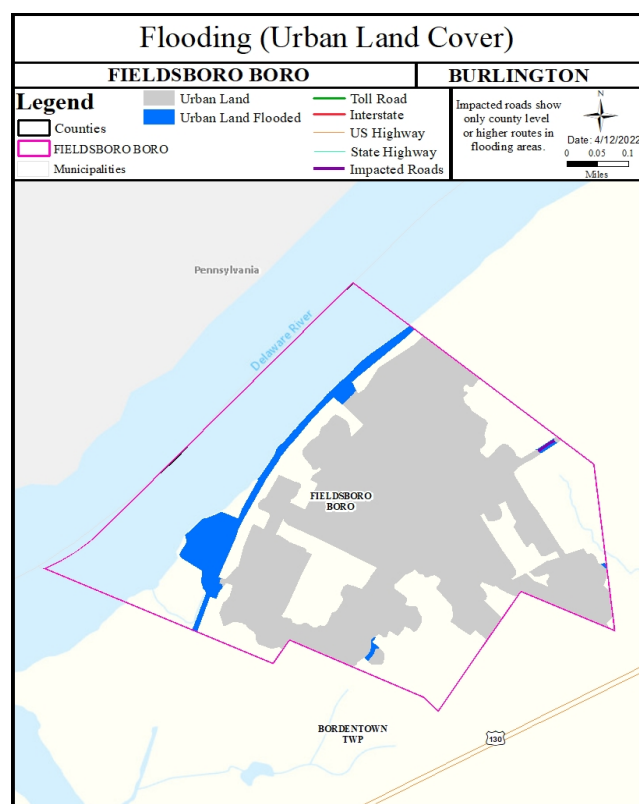 Flooding (Urban Land Cover)
FIELDSBORO BORO
BURLINGTON
Legend
Counties
FIELDSBORO BORO
Municipalities
Urban Land
Urban Land Flooded
Toll Road
Interstate
US Highway
State Highway
Impacted Roads
Impacted roads show
only county level
or higher routes in
flooding areas.
N
Date: 4/12/2022
0 0.05 0.1
Miles
Pennsylvania
Delaware River
FIELDSBORO
BORO
BORDENTOWN
TWP
130